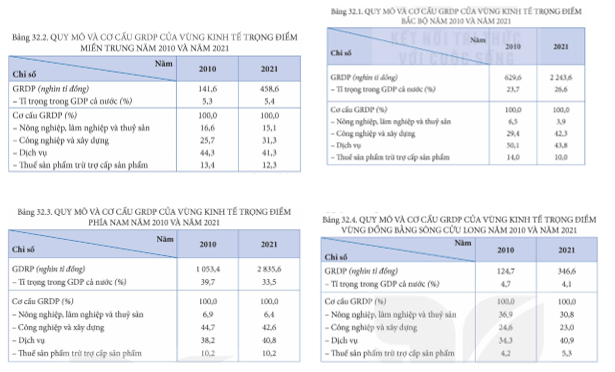 Bảng 32.2. QUY MÔ VÀ CƠ CẤU GRDP CỦA VÙNG KINH TẾ TRỌNG ĐIỂM
MIỀN TRUNG NĂM 2010 VÀ NĂM 2021
Năm
Chỉ số
2010 2021
GRDP (nghìn tỉ đồng) 141,6 458,6
– Tỉ trọng trong GDP cả nước (%) 5,3 5,4
Cơ cấu GRDP (%) 100,0 100,0
– Nông nghiệp, lâm nghiệp và thuỷ sản 16,6 15,1
– Công nghiệp và xây dựng 25,7 31,3
– Dịch vụ 44,3 41,3
– Thuế sản phẩm trừ trợ cấp sản phẩm 13,4 12,3
Bảng 32.1. QUY MÔ VÀ CƠ CẤU GRDP CỦA VÙNG KINH TẾ TRỌNG ĐIỂM
BẮC BỘ NĂM 2010 VÀ NĂM 2021
KẾT NỐI TRI THỨC
VỚI CUỘC SỐNG
Năm
Chỉ số
2010 2021
GRDP (nghìn tỉ đồng) 629,6 2 243,6
– Tỉ trọng trong GDP cả nước (%) 23,7 26,6
Cơ cấu GRDP (%) 100,0 100,0
– Nông nghiệp, lâm nghiệp và thuỷ sản 6,5 3,9
– Công nghiệp và xây dựng 29,4 42,3
– Dịch vụ 50,1 43,8
– Thuế sản phẩm trừ trợ cấp sản phẩm 14,0 10,0
Bảng 32.3. QUY MÔ VÀ CƠ CẤU GRDP CỦA VÙNG KINH TẾ TRỌNG ĐIỂM
PHÍA NAM NĂM 2010 VÀ NĂM 2021
Năm
Chỉ số
2010 2021
GDRP (nghìn tỉ đồng) 1 053,4 2 835,6
– Tỉ trọng trong GDP cả nước (%) 39,7 33,5
Cơ cấu GRDP (%) 100,0 100,0
– Nông nghiệp, lâm nghiệp và thuỷ sản 6,9 6,4
– Công nghiệp và xây dựng 44,7 42,6
– Dịch vụ 38,2 40,8
– Thuế sản phẩm trừ trợ cấp sản phẩm 10,2 10,2
Bảng 32.4. QUY MÔ VÀ CƠ CẤU GRDP CỦA VÙNG KINH TẾ TRỌNG ĐIỂM
VÙNG ĐỒNG BẰNG SÔNG CỬU LONG NĂM 2010 VÀ NĂM 2021
Năm
Chỉ số
2010 2021
GRDP (nghìn tỉ đồng) 124,7 346,6
– Tỉ trọng trong GDP cả nước (%) 4,7 4,1
Cơ cấu GRDP (%) 100,0 100,0
– Nông nghiệp, lâm nghiệp và thuỷ sản 36,9 30,8
– Công nghiệp và xây dựng 24,6 23,0
– Dịch vụ 34,3 40,9
– Thuế sản phẩm trừ trợ cấp sản phẩm 4,2 5,3